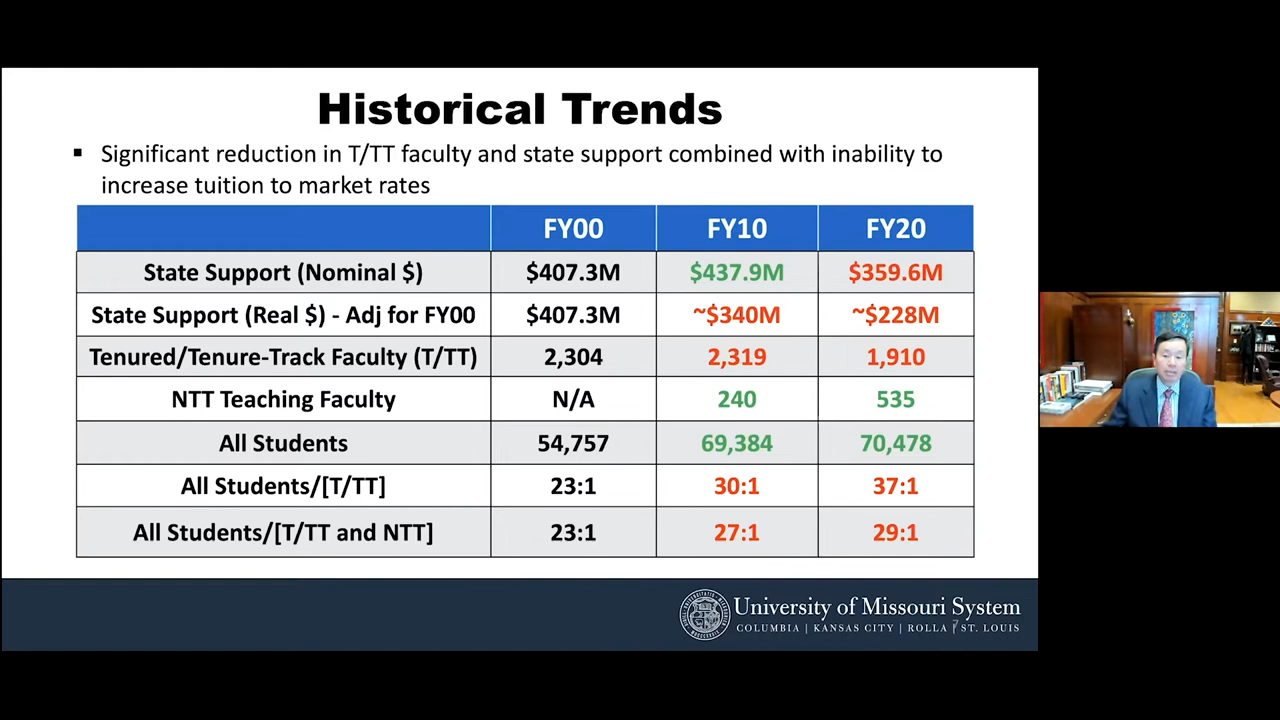 Historical Trends
▪ Significant reduction in T/TT faculty and state support combined with inability to
increase tuition to market rates
FY00 FY10 FY20
State Support (Nominal $) $407.3M $437.9M $359.6M
State Support (Real $) - Adj for FY00 $407.3M ~$340M ~$228M
Tenured/Tenure-Track Faculty (T/TT) 2,304 2,319 1,910
NTT Teaching Faculty N/A 240 535
All Students 54,757 69,384 70,478
All Students/[T/TT] 23:1 30:1 37:1
All Students/[T/TT and NTT] 23:1 27:1 29:1
University of Missouri System
COLUMBIA | KANSAS CITY | ROLLA | ST. LOUIS
7